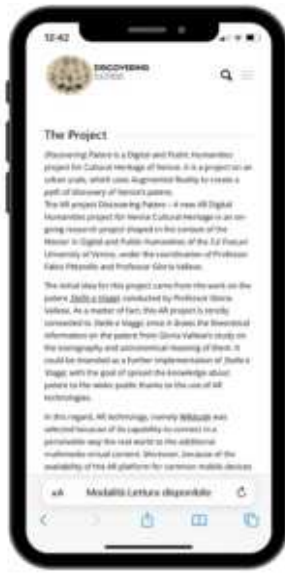 12:42
DISCOVERING
PATERE
The Project
Discovering Patere is a Digital and Public Humanities
project for Cultural Heritage of Venice. It is a project on an
urban scale, which uses Augmented Reality to create a
path of discovery of Venice's patere.
The AR project Discovering Patere – A new AR Digital
Humanities project for Venice Cultural Heritage is an on-
going research project shaped in the context of the
Master in Digital and Public Humanities of the Ca' Foscari
University of Venice, under the coordination of Professor
Fabio Pittarello and Professor Gloria Vallese.
The initial idea for this project came from the work on the
patere Stelle e Viaggi conducted by Professor Gloria
Vallese. As a matter of fact, this AR project is strictly
connected to Stelle e Viaggi, since it draws the theoretical
information on the patere from Gloria Vallese's study on
the iconography and astronomical meaning of them. It
could be intended as a further implementation of Stelle e
Viaggi, with the goal of spread the knowledge about
patere to the wider public thanks to the use of AR
technologies.
In this regard, AR technology, namely Wikitude was
selected because of its capability to connect in a
perceivable way the real world to the additional
multimedia virtual content. Moreover, because of the
availability of the AR platform for common mobile devices
AA Modalità Lettura disponibile